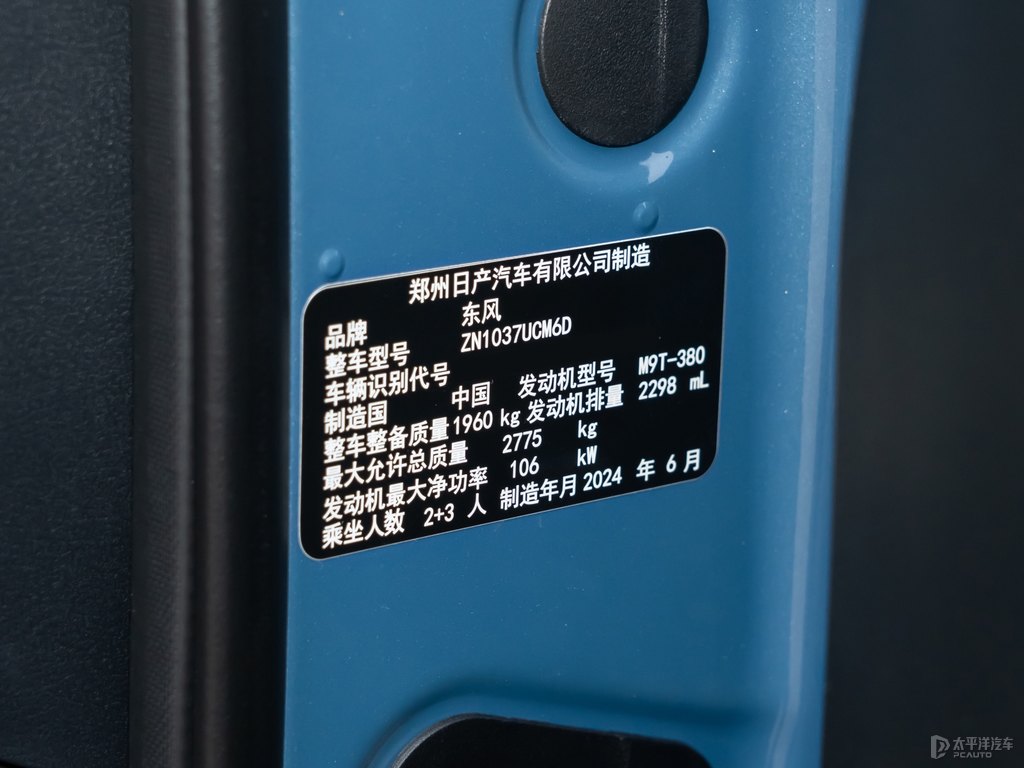 郑州日产汽车有限公司制造
品牌 东风
整车型号 ZN1037UCM6D
车辆识别代号
制造国 中国 发动机型号 M9T-380
整车整备质量 1960 kg 发动机排量 2298 mL
最大允许总质量 2775 kg
发动机最大净功率 106 kW
乘坐人数 2+3 人 制造年月 2024 年 6 月
太平洋汽车
PCAUTO